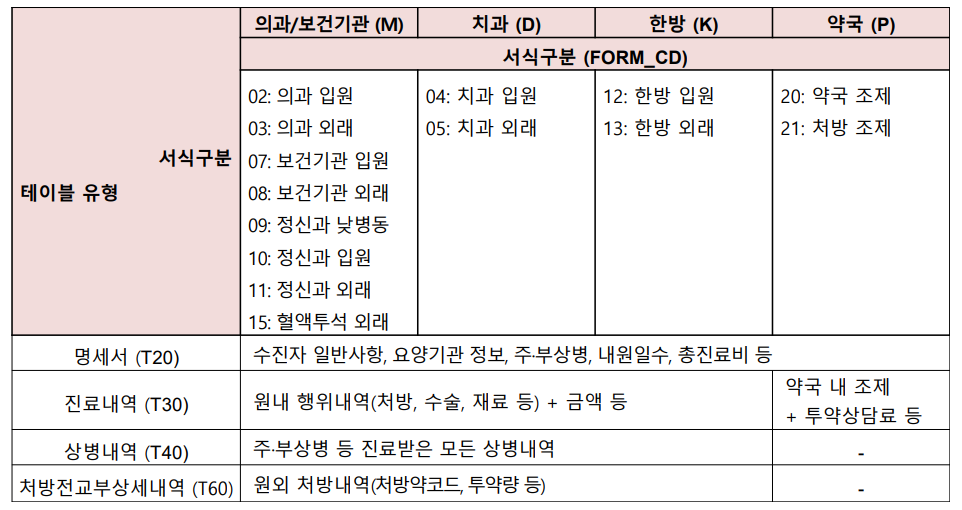 의과/보건기관 (M) 치과 (D) 한방 (K) 약국 (P)
서식구분 (FORM_CD)
서식구분
테이블 유형
02: 의과 입원
03: 의과 외래
07: 보건기관 입원
08: 보건기관 외래
09: 정신과 낮병동
10: 정신과 입원
11: 정신과 외래
15: 혈액투석 외래
04: 치과 입원
05: 치과 외래
12: 한방 입원
13: 한방 외래
20: 약국 조제
21: 처방 조제
명세서 (T20) 수진자 일반사항, 요양기관 정보, 주·부상병, 내원일수, 총진료비 등
진료내역 (T30) 원내 행위내역(처방, 수술, 재료 등) + 금액 등
약국 내 조제
+ 투약상담료 등
상병내역 (T40) 주·부상병 등 진료받은 모든 상병내역 -
처방전교부상세내역 (T60) 원외 처방내역(처방약코드, 투약량 등) -